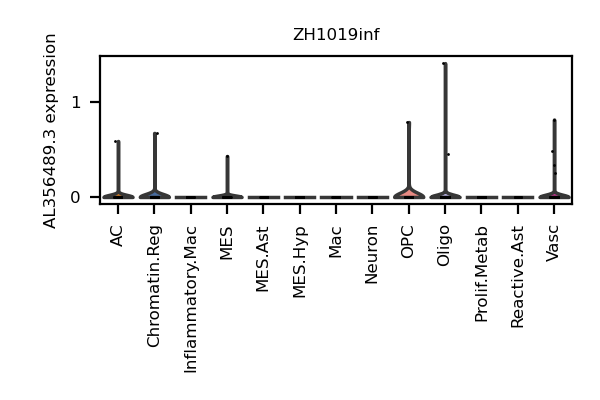 ZH1019inf
AL356489.3 expression
1
0
AC
Chromatin.Reg
Inflammatory.Mac
MES
MES.Ast
MES.Hyp
Mac
Neuron
OPC
Oligo
Prolif.Metab
Reactive.Ast
Vasc